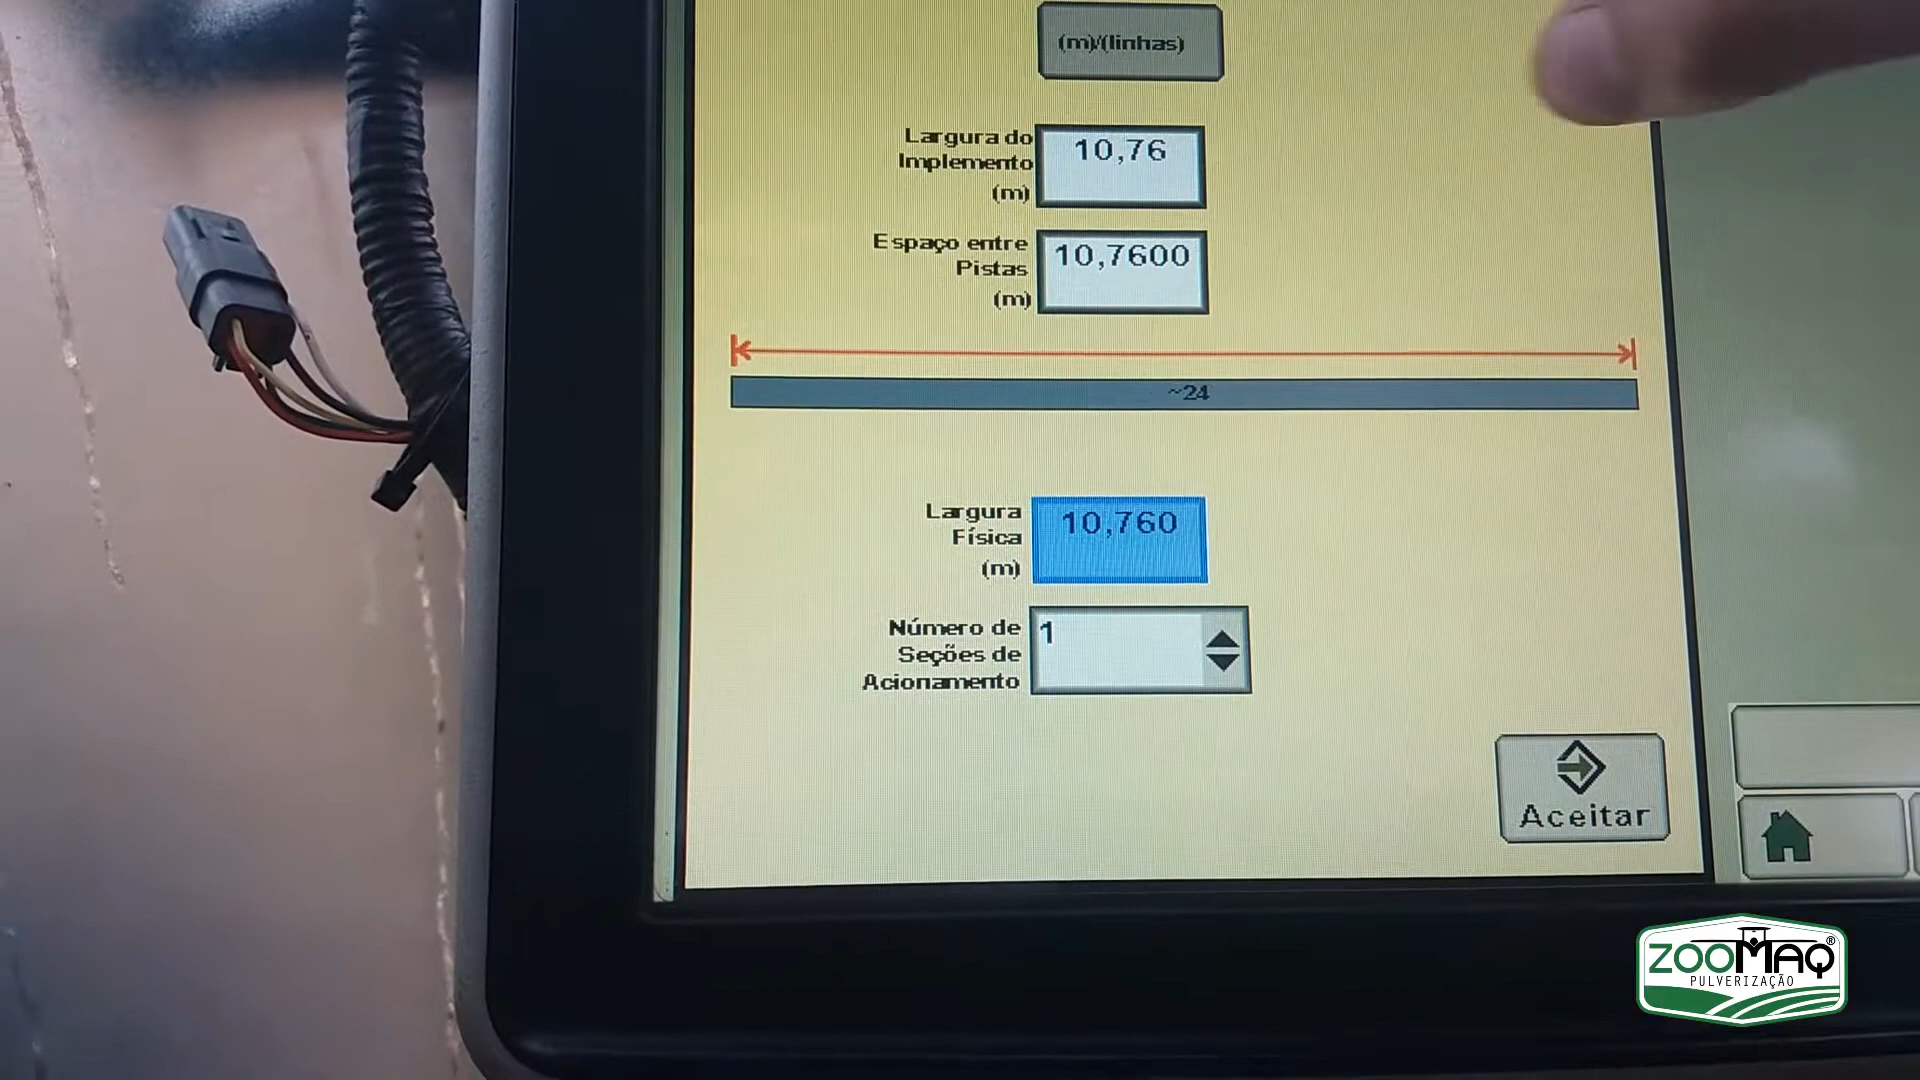 (m)/(linhas)
Largura do
Implemento
(m)
10,76
Espaço entre
Pistas
(m)
10,7600
~24
Largura
Física
(m)
10,760
Número de
Seções de
Acionamento
1
Aceitar
ZOOMAQ®
PULVERIZAÇÃO